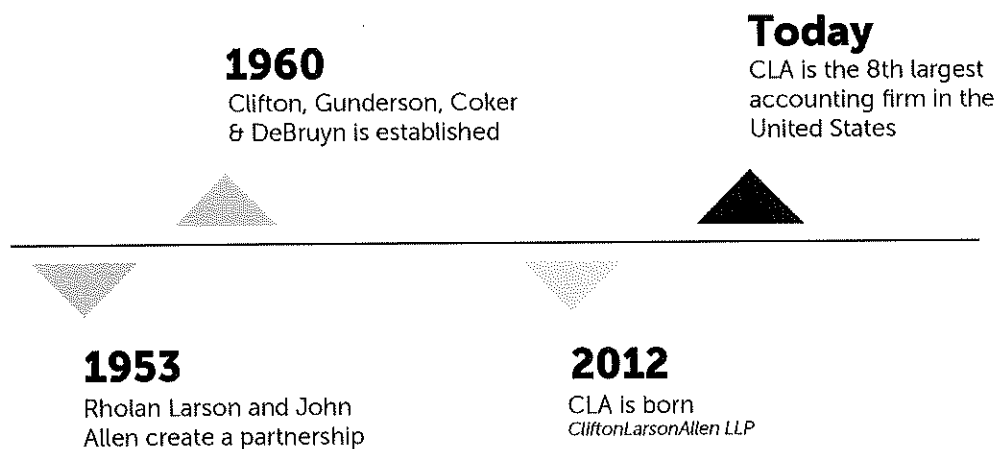 1960
Clifton, Gunderson, Coker
& DeBruyn is established
Today
CLA is the 8th largest
accounting firm in the
United States
1953
Rholan Larson and John
Allen create a partnership
2012
CLA is born
CliftonLarsonAllen LLP